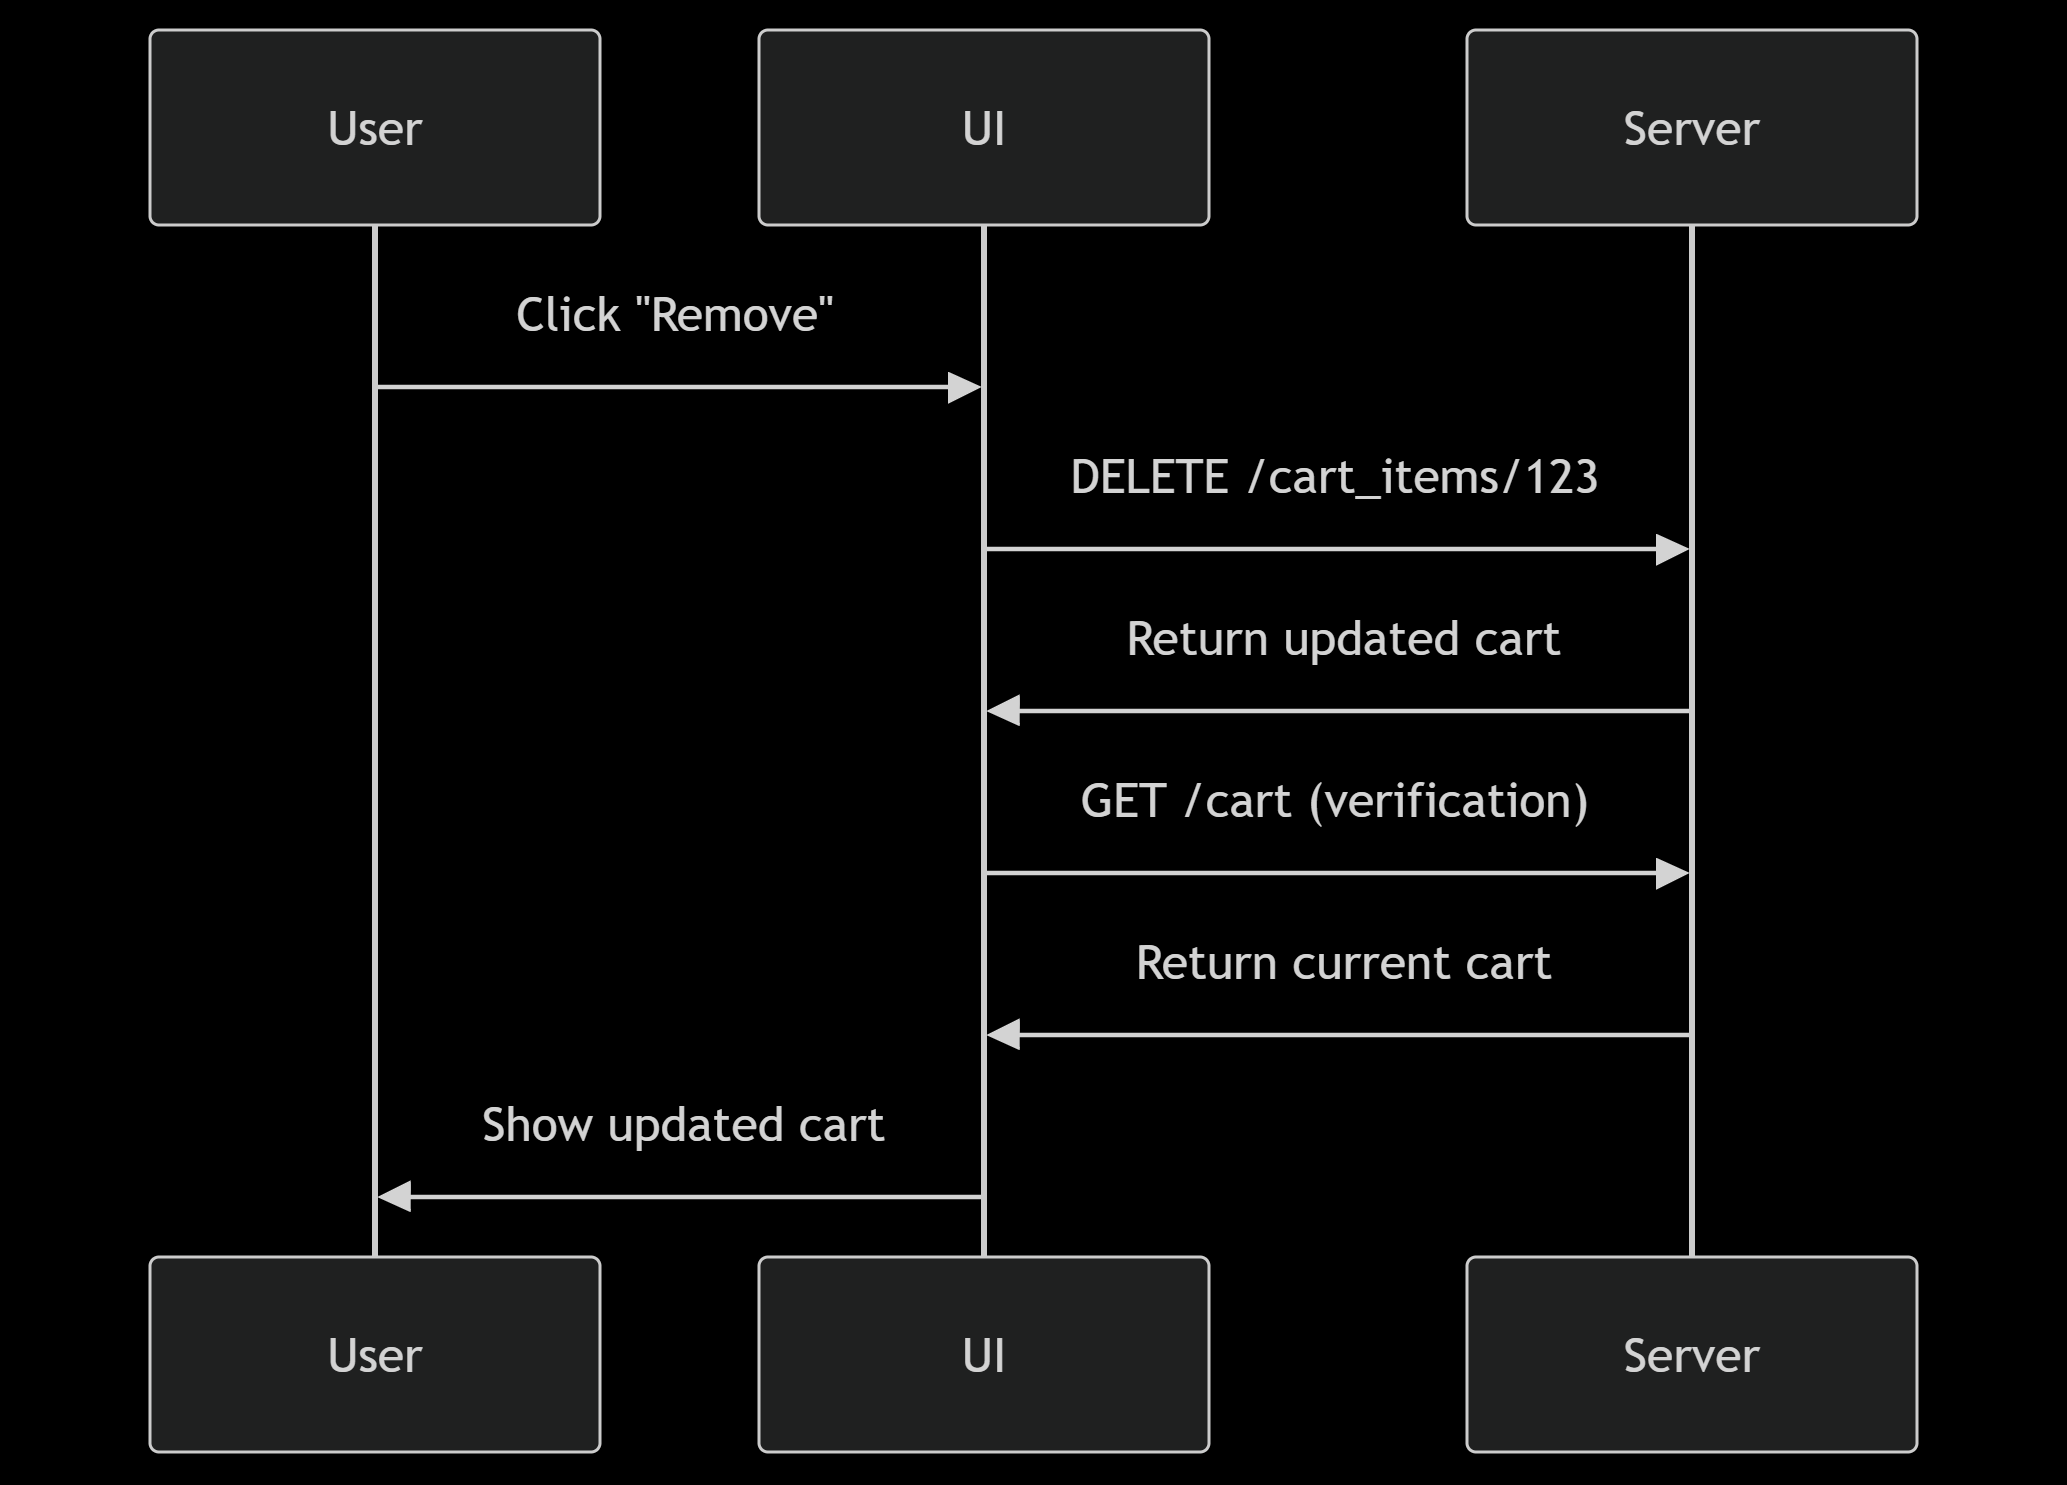 User
UI
Server
Click "Remove"
DELETE /cart_items/123
Return updated cart
GET /cart (verification)
Return current cart
Show updated cart
User
UI
Server